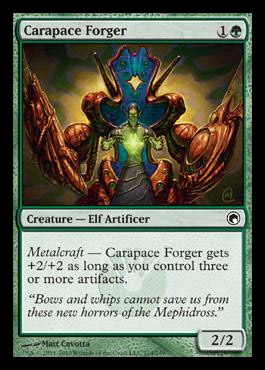 Carapace Forger 1
Creature — Elf Artificer
Metalcraft — Carapace Forger gets
+2/+2 as long as you control three
or more artifacts.
"Bows and whips cannot save us from
these new horrors of the Mephidross."
2/2
Matt Cavotta